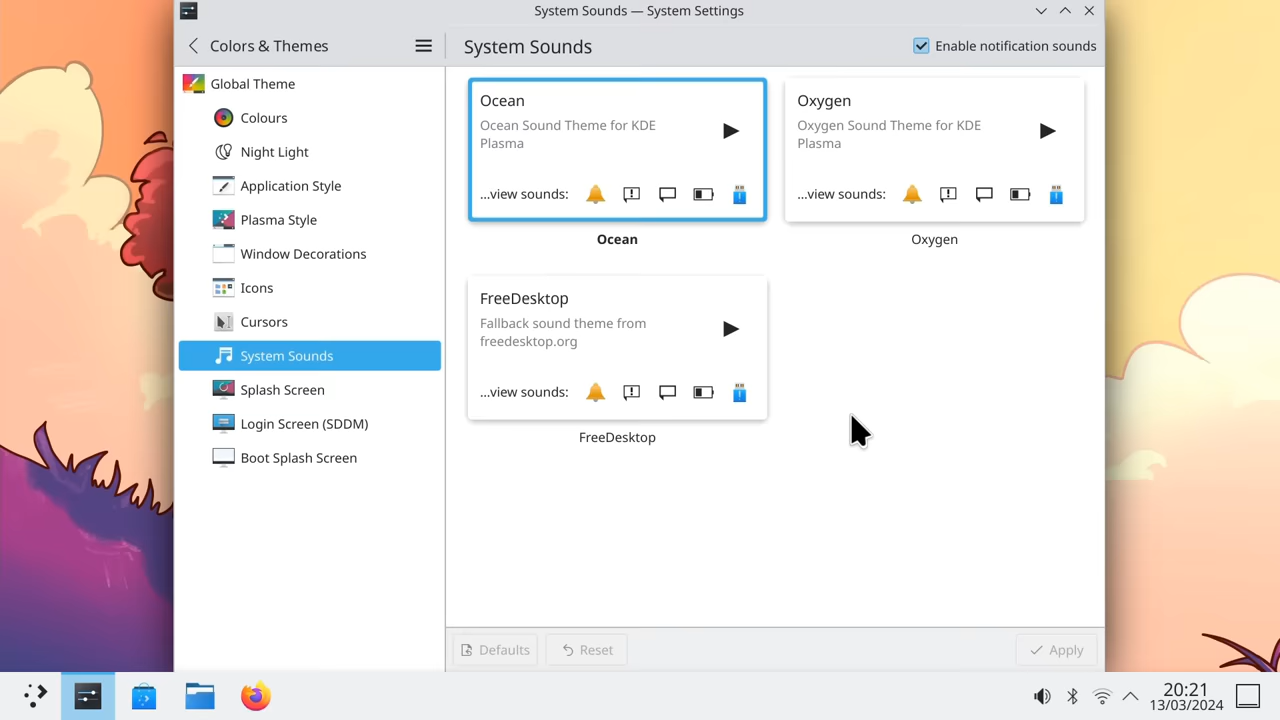 System Sounds — System Settings
Colors & Themes
System Sounds
Enable notification sounds
Global Theme
Colours
Night Light
Application Style
Plasma Style
Window Decorations
Icons
Cursors
System Sounds
Splash Screen
Login Screen (SDDM)
Boot Splash Screen
Ocean
Ocean Sound Theme for KDE
Plasma
...view sounds:
Ocean
Oxygen
Oxygen Sound Theme for KDE
Plasma
...view sounds:
Oxygen
FreeDesktop
Fallback sound theme from
freedesktop.org
...view sounds:
FreeDesktop
Defaults
Reset
Apply
20:21
13/03/2024